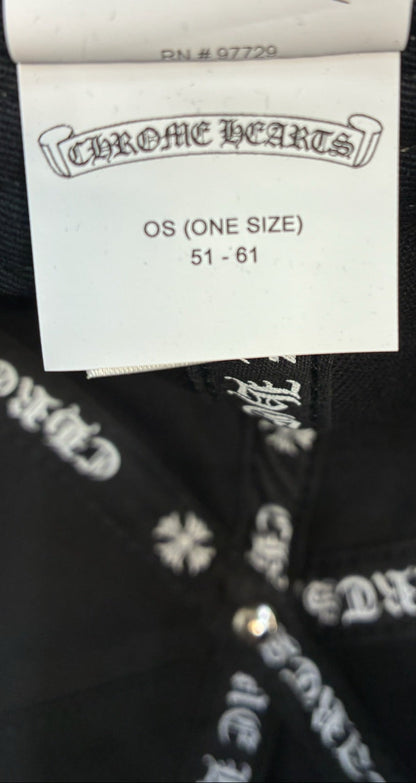 RN # 97729
CHROME HEARTS
OS (ONE SIZE)
51 - 61